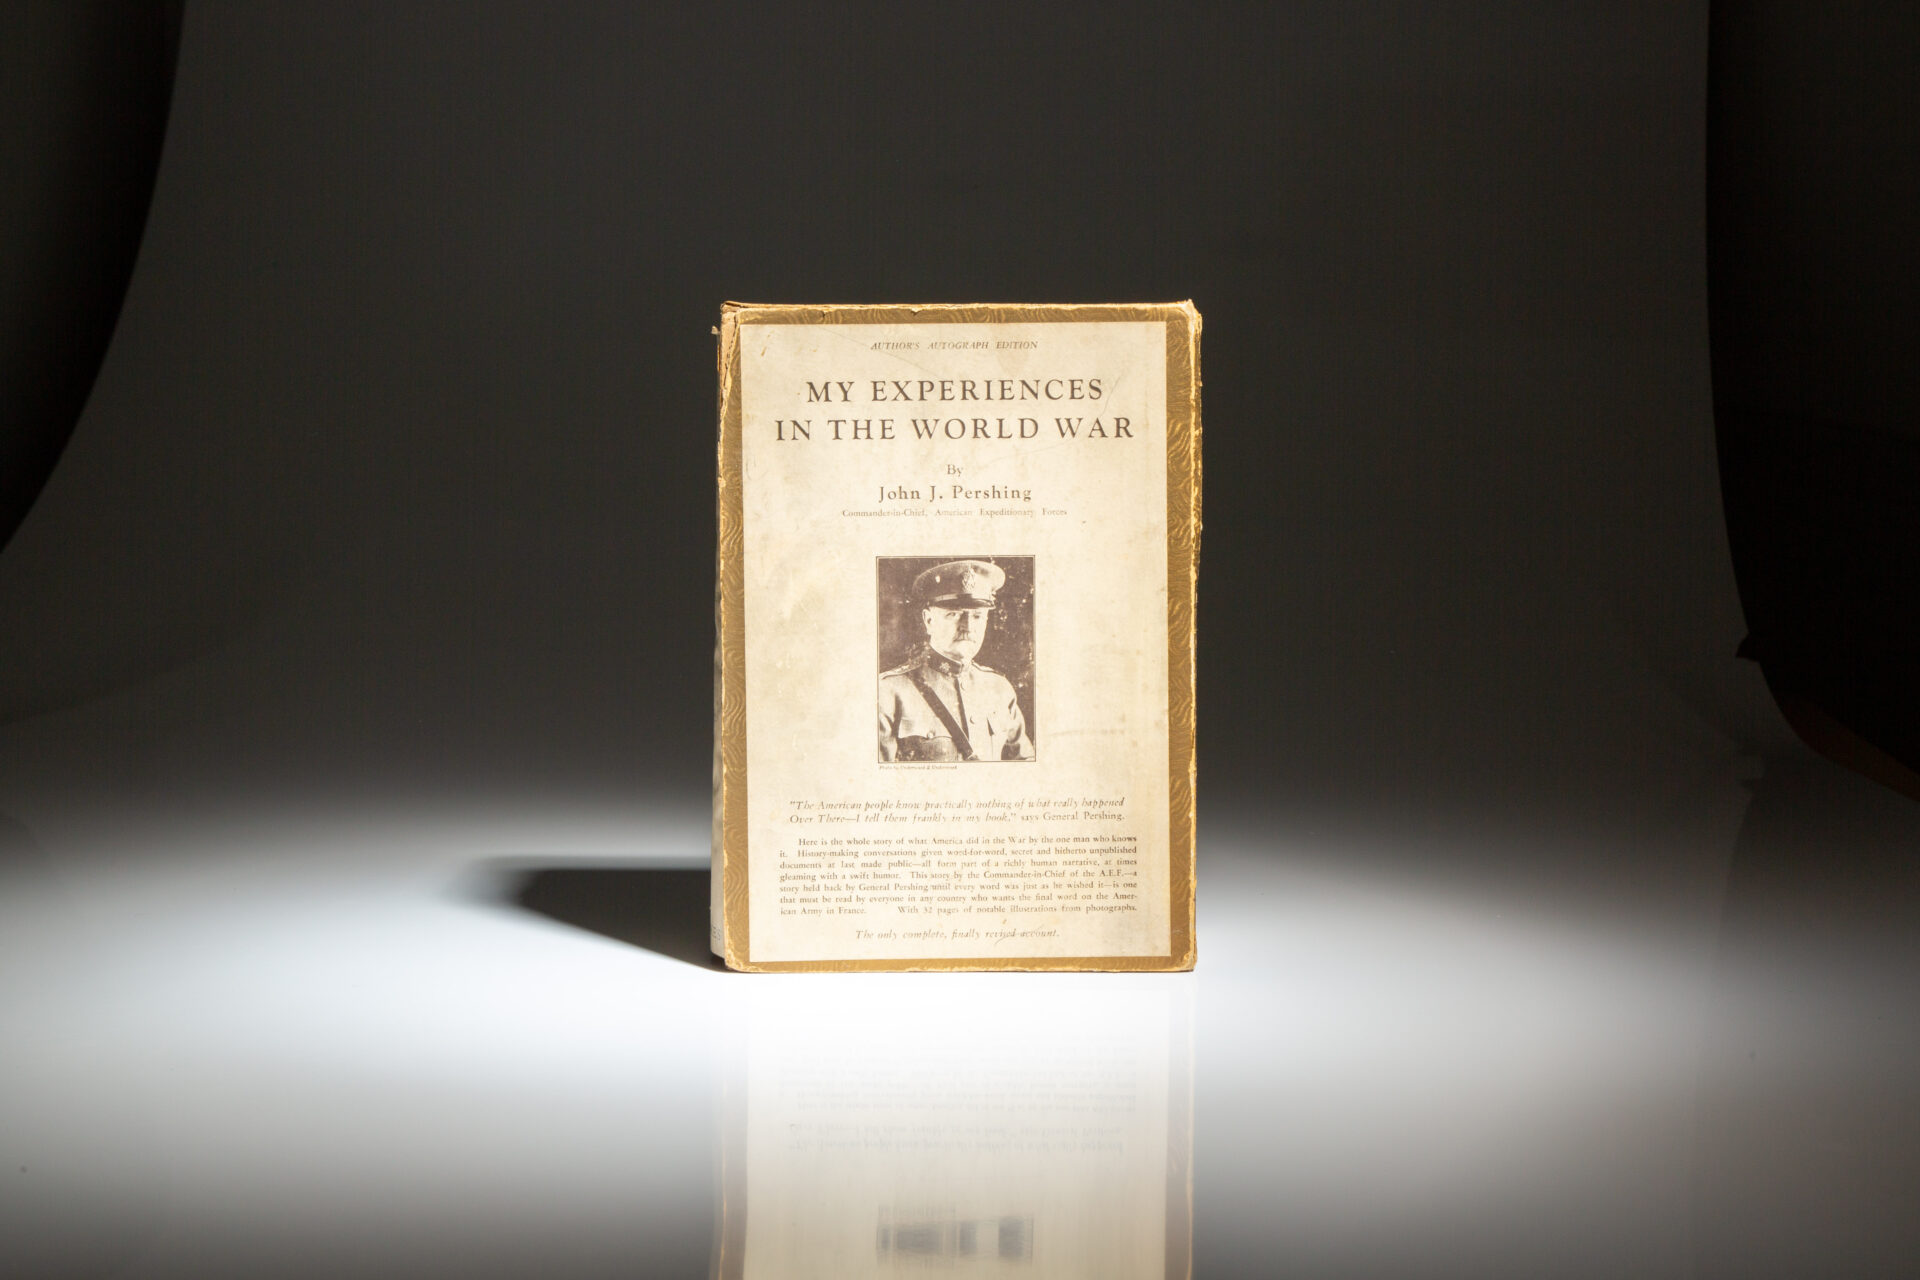 AUTHOR'S AUTOGRAPH EDITION
MY EXPERIENCES
IN THE WORLD WAR
By
John J. Pershing
Commander-in-Chief, American Expeditionary Forces
Photo by Underwood & Underwood
"The American people know practically nothing of what really happened
Over There—I tell them frankly in my book," says General Pershing.
Here is the whole story of what America did in the War by the one man who knows
it. History-making conversations given word-for-word, secret and hitherto unpublished
documents at last made public—all form part of a richly human narrative, at times
gleaming with a swift humor. This story by the Commander-in-Chief of the A.E.F.—a
story held back by General Pershing until every word was just as he wished it—is one
that must be read by everyone in any country who wants the final word on the Amer-
ican Army in France. With 32 pages of notable illustrations from photographs.
The only complete, finally revised account.